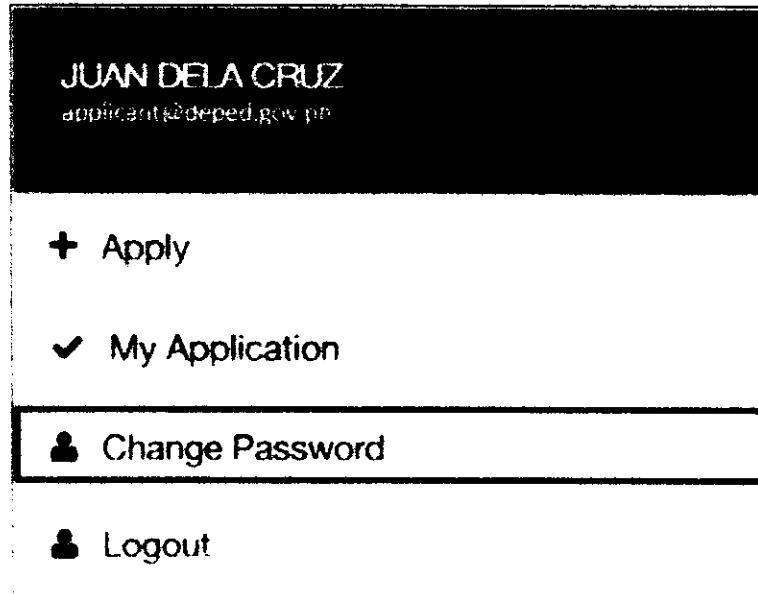 JUAN DELA CRUZ
applicant@deped.gov.ph
Apply
My Application
Change Password
Logout